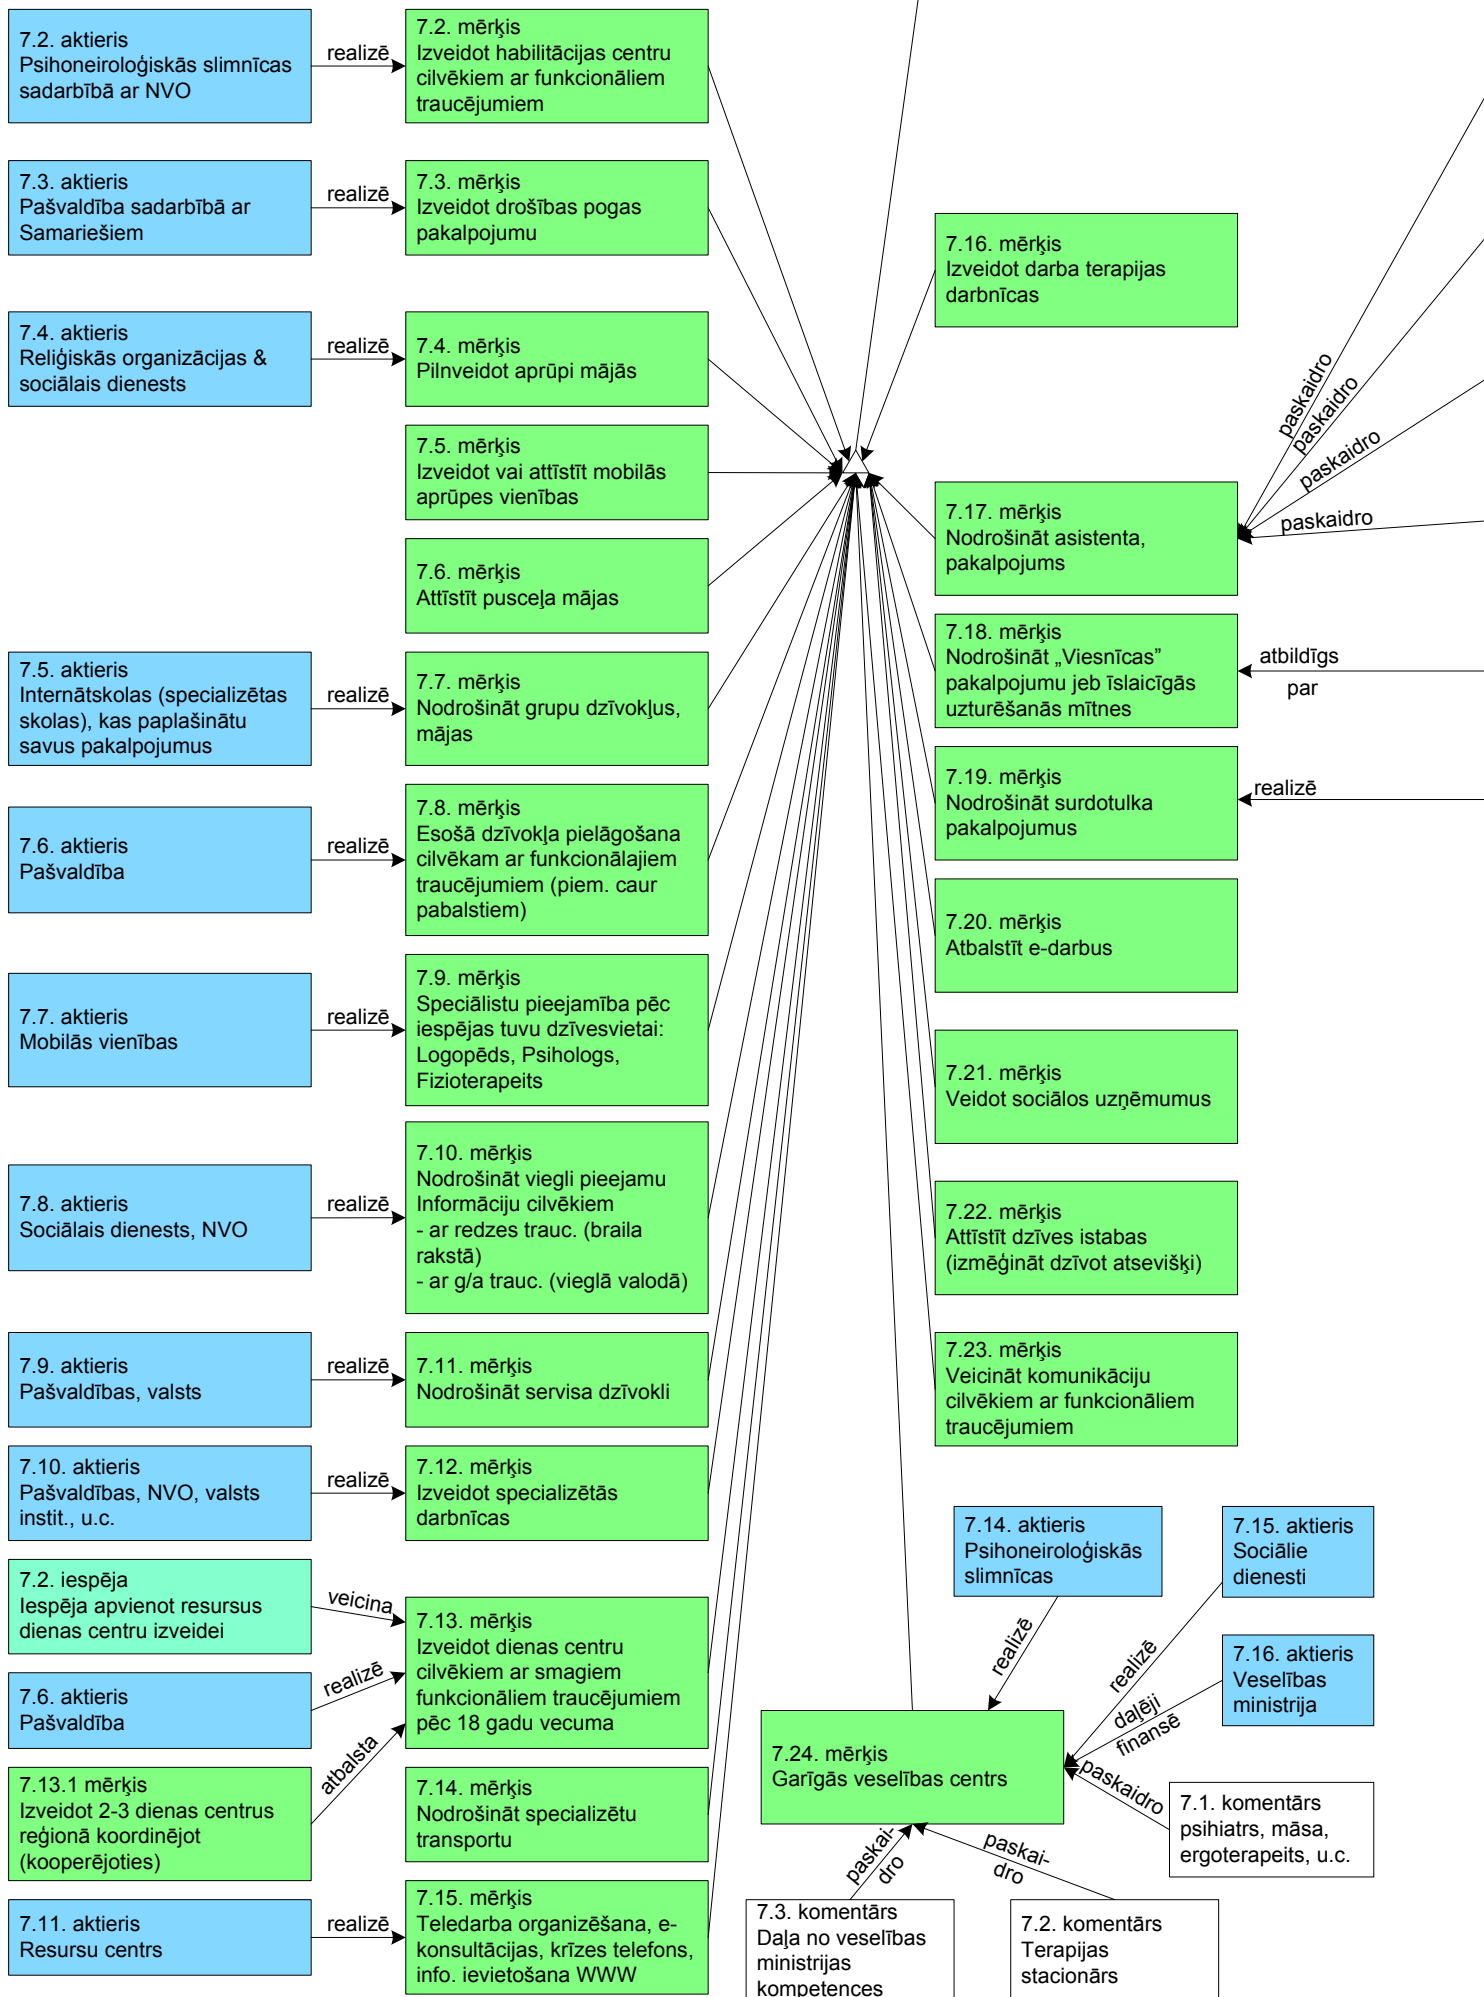 7.2. aktieris
Psihoneiroloģiskās slimnīcas
sadarbībā ar NVO
realizē
7.2. mērķis
Izveidot habilitācijas centru
cilvēkiem ar funkcionāliem
traucējumiem
7.3. aktieris
Pašvaldība sadarbībā ar
Samariešiem
realizē
7.3. mērķis
Izveidot drošības pogas
pakalpojumu
7.4. aktieris
Reliģiskās organizācijas &
sociālais dienests
realizē
7.4. mērķis
Pilnveidot aprūpi mājās
7.5. mērķis
Izveidot vai attīstīt mobilās
aprūpes vienības
7.6. mērķis
Attīstīt pusceļa mājas
7.5. aktieris
Internātskolas (specializētas
skolas), kas paplašinātu
savus pakalpojumus
realizē
7.7. mērķis
Nodrošināt grupu dzīvokļus,
mājas
7.6. aktieris
Pašvaldība
realizē
7.8. mērķis
Esošā dzīvokļa pielāgošana
cilvēkam ar funkcionālajiem
traucējumiem (piem. caur
pabalstiem)
7.7. aktieris
Mobilās vienības
realizē
7.9. mērķis
Speciālistu pieejamība pēc
iespējas tuvu dzīvesvietai:
Logopēds, Psihologs,
Fizioterapeits
7.8. aktieris
Sociālais dienests, NVO
realizē
7.10. mērķis
Nodrošināt viegli pieejamu
Informāciju cilvēkiem
- ar redzes trauc. (braila
rakstā)
- ar g/a trauc. (vieglā valodā)
7.9. aktieris
Pašvaldības, valsts
realizē
7.11. mērķis
Nodrošināt servisa dzīvokli
7.10. aktieris
Pašvaldības, NVO, valsts
instit., u.c.
realizē
7.12. mērķis
Izveidot specializētās
darbnīcas
7.2. iespēja
Iespēja apvienot resursus
dienas centru izveidei
veicina
7.6. aktieris
Pašvaldība
realizē
7.13.1 mērķis
Izveidot 2-3 dienas centrus
reģionā koordinējot
(kooperējoties)
atbalsta
7.13. mērķis
Izveidot dienas centru
cilvēkiem ar smagiem
funkcionāliem traucējumiem
pēc 18 gadu vecuma
7.14. mērķis
Nodrošināt specializētu
transportu
7.11. aktieris
Resursu centrs
realizē
7.15. mērķis
Teledarba organizēšana, e-
konsultācijas, krīzes telefons,
info. ievietošana WWW
7.16. mērķis
Izveidot darba terapijas
darbnīcas
7.17. mērķis
Nodrošināt asistenta,
pakalpojums
paskaidro
paskaidro
paskaidro
paskaidro
7.18. mērķis
Nodrošināt „Viesnīcas”
pakalpojumu jeb īslaicīgās
uzturēšanās mītnes
atbildīgs
par
7.19. mērķis
Nodrošināt surdotulka
pakalpojumus
realizē
7.20. mērķis
Atbalstīt e-darbus
7.21. mērķis
Veidot sociālos uzņēmumus
7.22. mērķis
Attīstīt dzīves istabas
(izmēģināt dzīvot atsevišķi)
7.23. mērķis
Veicināt komunikāciju
cilvēkiem ar funkcionāliem
traucējumiem
7.14. aktieris
Psihoneiroloģiskās
slimnīcas
realizē
7.15. aktieris
Sociālie
dienesti
realizē
7.16. aktieris
Veselības
ministrija
daļēji
finansē
7.24. mērķis
Garīgās veselības centrs
paskaidro
7.1. komentārs
psihiatrs, māsa,
ergoterapeits, u.c.
paskai-
dro
7.3. komentārs
Daļa no veselības
ministrijas
kompetences
paskai-
dro
7.2. komentārs
Terapijas
stacionārs